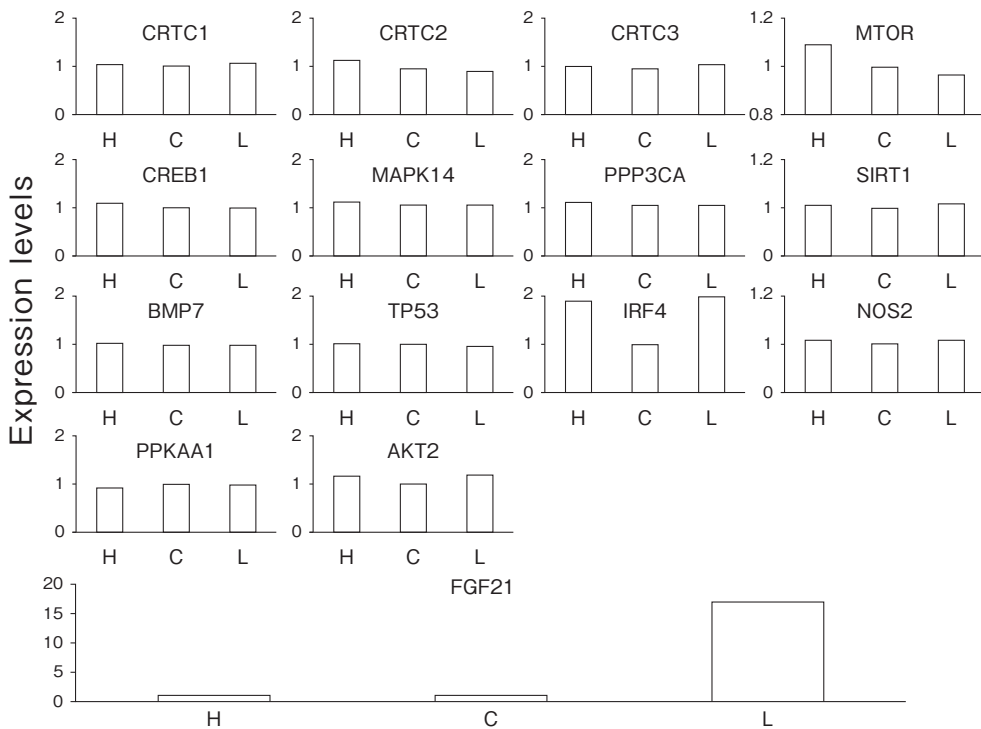 Expression levels
CRTC1 CRTC2 CRTC3 MTOR
2 1 0 2 1 0 2 1 0 1.2 1 0.8
H C L H C L H C L H C L
CREB1 MAPK14 PPP3CA SIRT1
2 1 0 2 1 0 2 1 0 1.2 1 0
H C L H C L H C L H C L
BMP7 TP53 IRF4 NOS2
2 1 0 2 1 0 2 1 0 1.2 1 0
H C L H C L H C L H C L
PPKAA1 AKT2
2 1 0 2 1 0
H C L H C L
FGF21
20
15
10
5
0
H C L